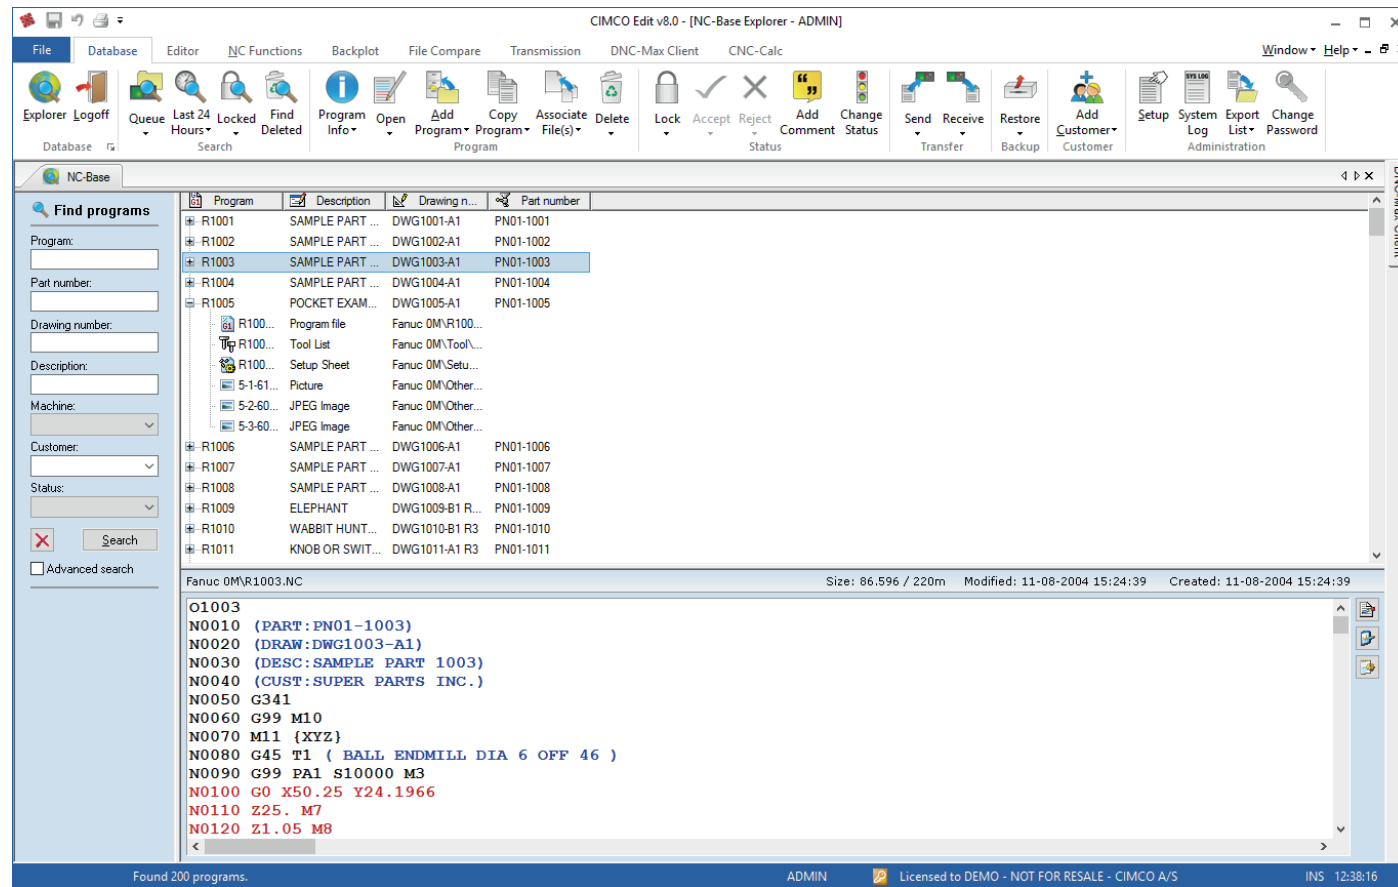 CIMCO Edit v8.0 - [NC-Base Explorer - ADMIN]
File Database Editor NC Functions Backplot File Compare Transmission DNC-Max Client CNC-Calc Window Help
Explorer Logoff Queue Last 24 Hours Locked Find Deleted Program Info Open Add Program Copy Program Associate File(s) Delete Lock Accept Reject Add Comment Change Status Send Receive Restore Add Customer Setup System Log Export List Change Password
Database Search Program Status Transfer Backup Customer Administration
NC-Base
DNC-Max Client
Find programs
Program:
Part number:
Drawing number:
Description:
Machine:
Customer:
Status:
Search
Advanced search
Program Description Drawing n... Part number
R1001 SAMPLE PART ... DWG1001-A1 PN01-1001
R1002 SAMPLE PART ... DWG1002-A1 PN01-1002
R1003 SAMPLE PART ... DWG1003-A1 PN01-1003
R1004 SAMPLE PART ... DWG1004-A1 PN01-1004
R1005 POCKET EXAM... DWG1005-A1 PN01-1005
R100... Program file Fanuc 0M\R100...
R100... Tool List Fanuc 0M\Tool\...
R100... Setup Sheet Fanuc 0M\Setu...
5-1-61... Picture Fanuc 0M\Other...
5-2-60... JPEG Image Fanuc 0M\Other...
5-3-60... JPEG Image Fanuc 0M\Other...
R1006 SAMPLE PART ... DWG1006-A1 PN01-1006
R1007 SAMPLE PART ... DWG1007-A1 PN01-1007
R1008 SAMPLE PART ... DWG1008-A1 PN01-1008
R1009 ELEPHANT DWG1009-B1 R... PN01-1009
R1010 WABBIT HUNT... DWG1010-B1 R3 PN01-1010
R1011 KNOB OR SWIT... DWG1011-A1 R3 PN01-1011
Fanuc 0M\R1003.NC Size: 86.596 / 220m Modified: 11-08-2004 15:24:39 Created: 11-08-2004 15:24:39
O1003
N0010 (PART:PN01-1003)
N0020 (DRAW:DWG1003-A1)
N0030 (DESC:SAMPLE PART 1003)
N0040 (CUST:SUPER PARTS INC.)
N0050 G341
N0060 G99 M10
N0070 M11 {XYZ}
N0080 G45 T1 ( BALL ENDMILL DIA 6 OFF 46 )
N0090 G99 PA1 S10000 M3
N0100 G0 X50.25 Y24.1966
N0110 Z25. M7
N0120 Z1.05 M8
Found 200 programs. ADMIN Licensed to DEMO - NOT FOR RESALE - CIMCO A/S INS 12:38:16